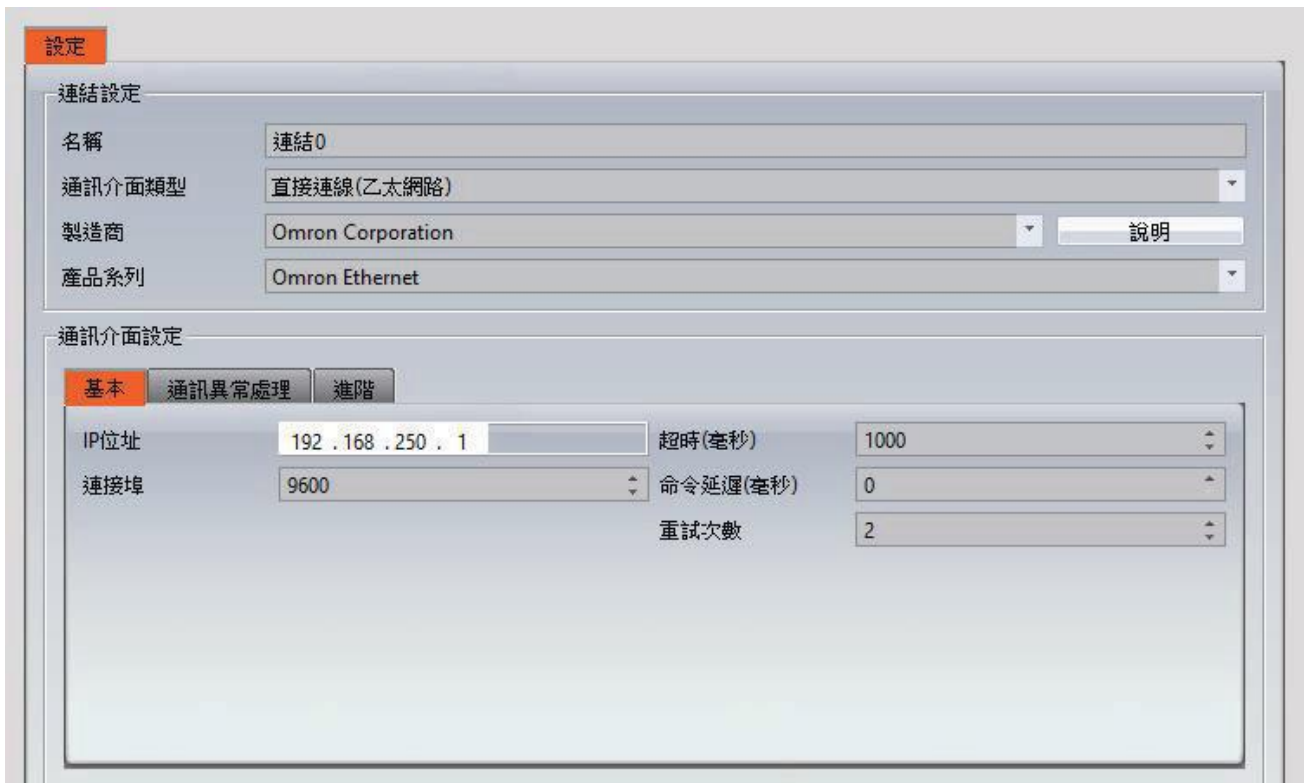 設定
連結設定
名稱 連結0
通訊介面類型 直接連線(乙太網路)
製造商 Omron Corporation 說明
產品系列 Omron Ethernet
通訊介面設定
基本 通訊異常處理 進階
IP位址 192 . 168 . 250 . 1 超時(毫秒) 1000
連接埠 9600 命令延遲(毫秒) 0
重試次數 2